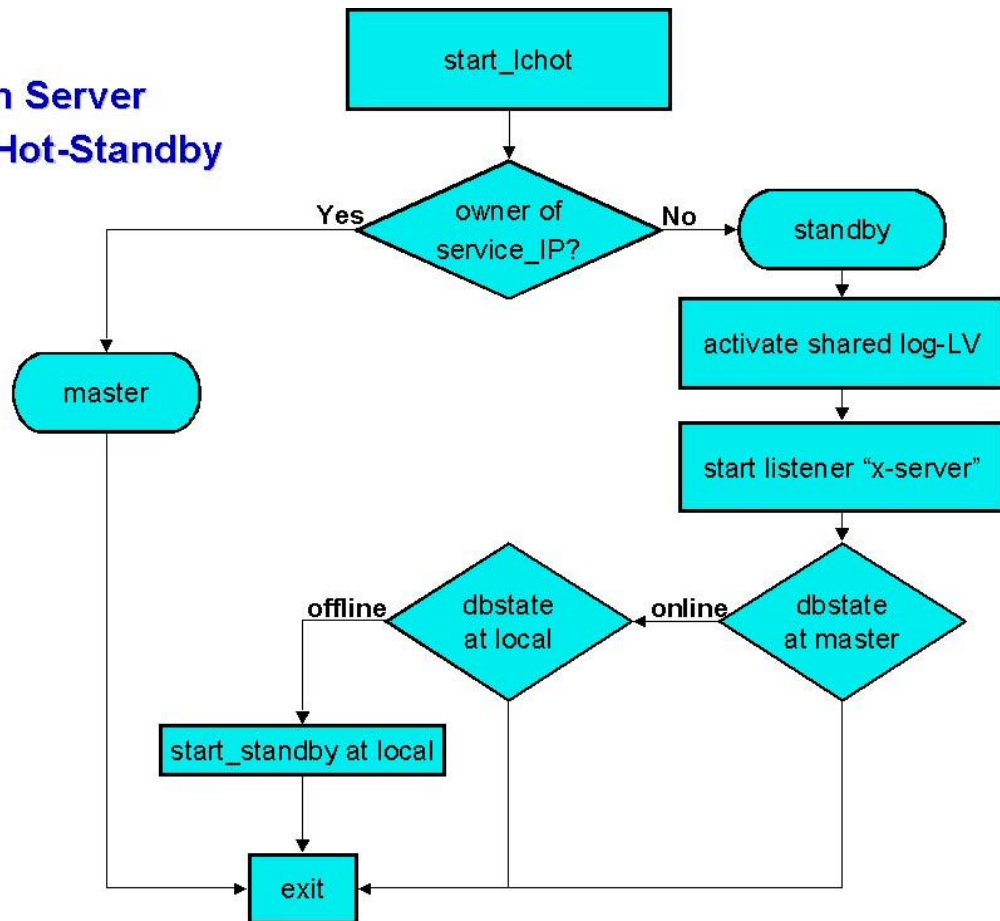 start_lchot
n Server
Hot-Standby
Yes
owner of
service_IP?
No
standby
activate shared log-LV
master
start listener “x-server”
offline
dbstate
at local
online
dbstate
at master
start_standby at local
exit